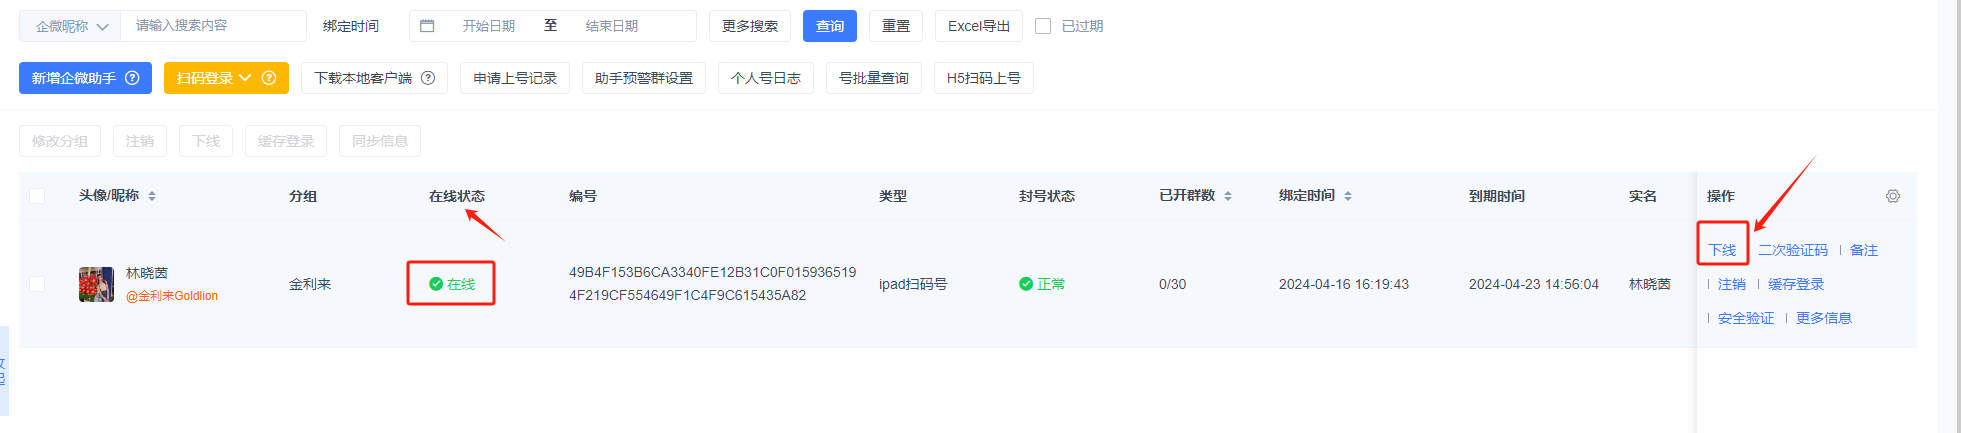 企微昵称 请输入搜索内容 绑定时间 开始日期 至 结束日期 更多搜索 查询 重置 Excel导出 已过期
新增企微助手 扫码登录 下载本地客户端 申请上号记录 助手预警群设置 个人号日志 号批量查询 H5扫码上号
修改分组 注销 下线 缓存登录 同步信息
头像/昵称 分组 在线状态 编号 类型 封号状态 已开群数 绑定时间 到期时间 实名 操作
林晓茵
@金利来Goldlion
金利来
在线
49B4F153B6CA3340FE12B31C0F015936519
4F219CF554649F1C4F9C615435A82
ipad扫码号
正常
0/30
2024-04-16 16:19:43
2024-04-23 14:56:04
林晓茵
下线 二次验证码 | 备注
| 注销 | 缓存登录
| 安全验证 | 更多信息